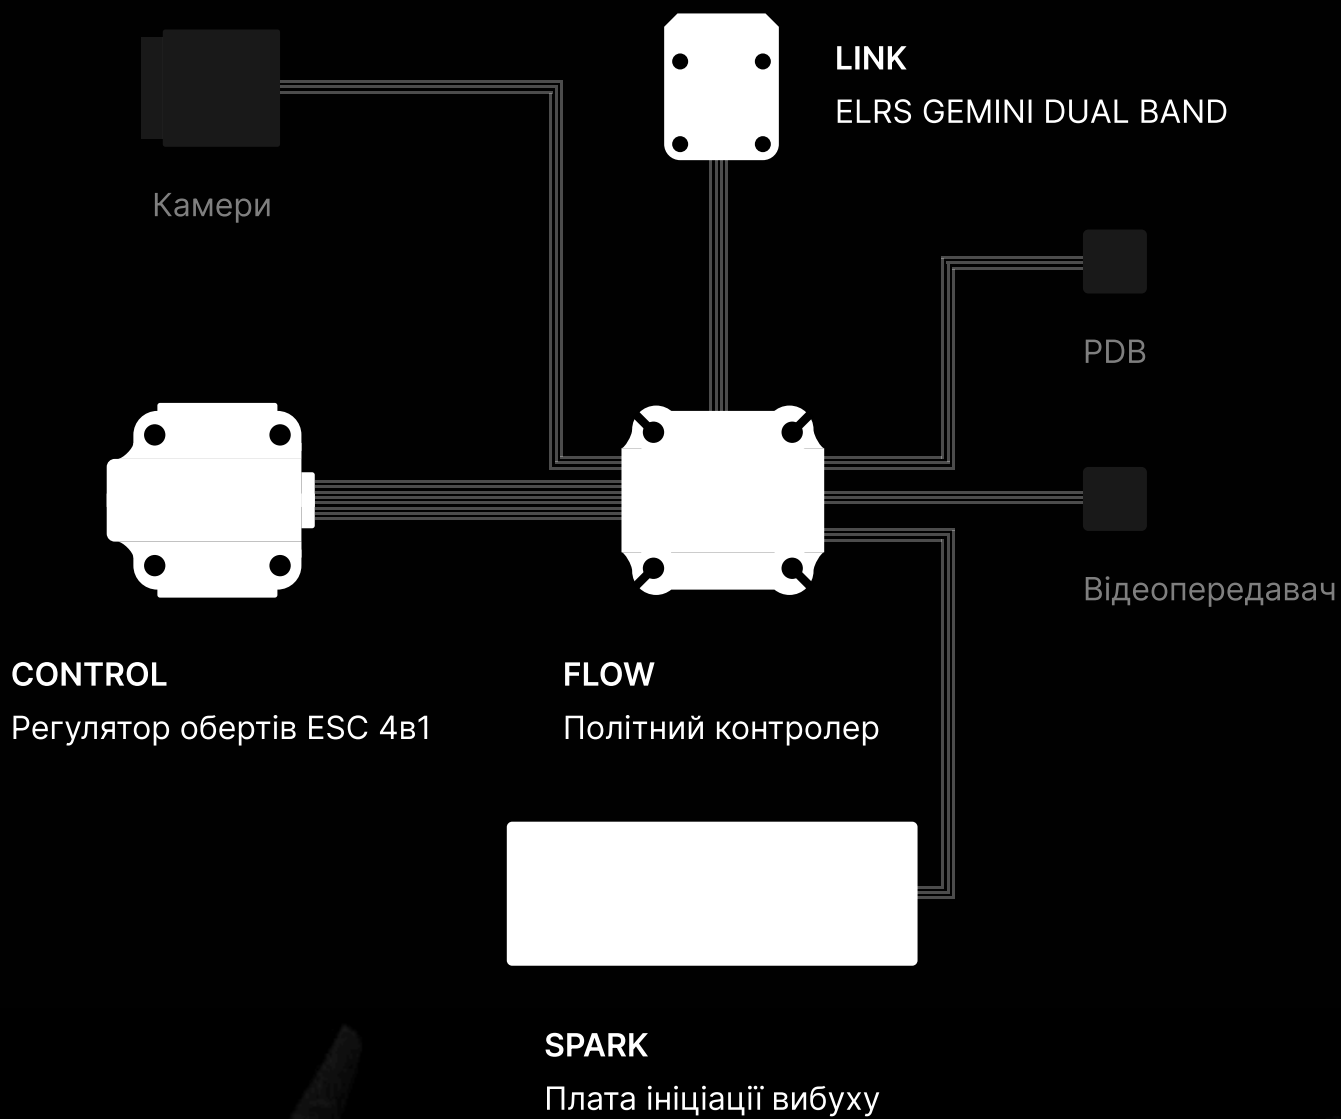 LINK
ELRS GEMINI DUAL BAND
Камери
PDB
Відеопередавач
CONTROL
Регулятор обертів ESC 4в1
FLOW
Політний контролер
SPARK
Плата ініціації вибуху